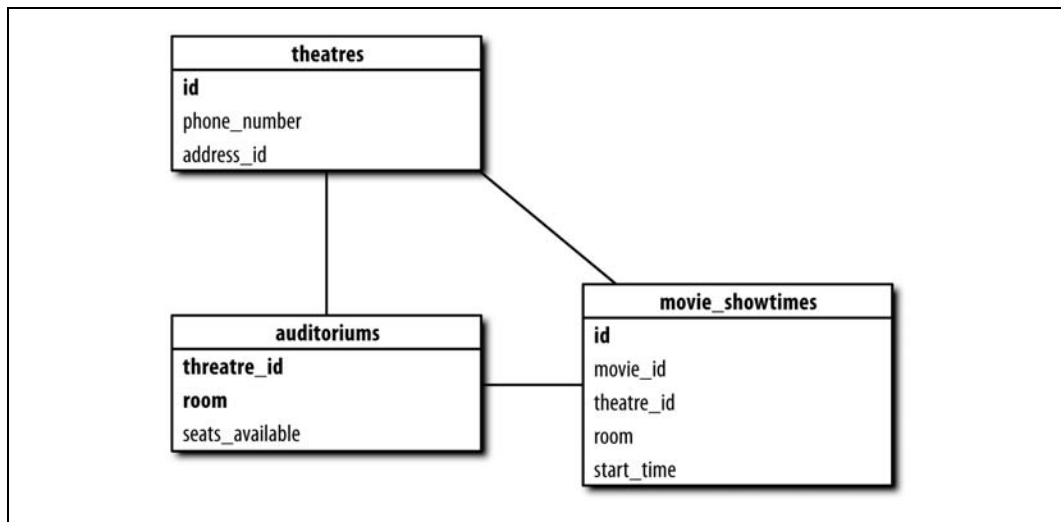 theatres
id
phone_number
address_id
auditoriums
threatre_id
room
seats_available
movie_showtimes
id
movie_id
theatre_id
room
start_time